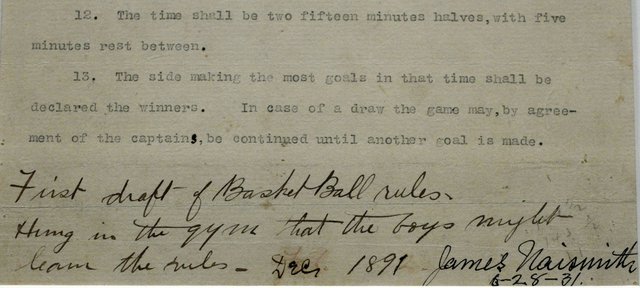 12. The time shall be two fifteen minutes halves, with five
minutes rest between.
13. The side making the most goals in that time shall be
declared the winners. In case of a draw the game may, by agree-
ment of the captains, be continued until another goal is made.
First draft of Basket Ball rules.
Hung in the gym that the boys might
learn the rules - Dec. 1891 James Naismith
6-28-31.